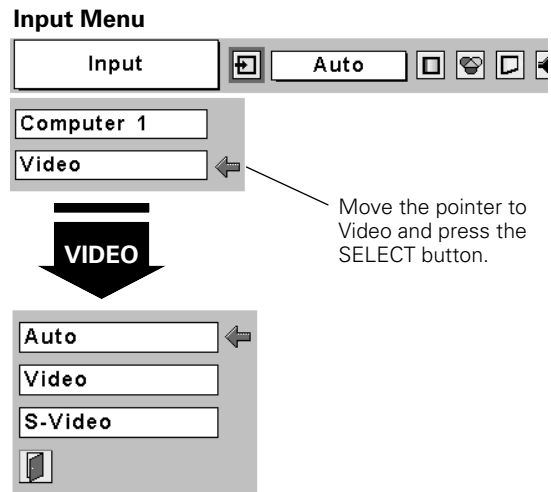 Input Menu
Input
Auto
Computer 1
Video
Move the pointer to
Video and press the
SELECT button.
VIDEO
Auto
Video
S-Video